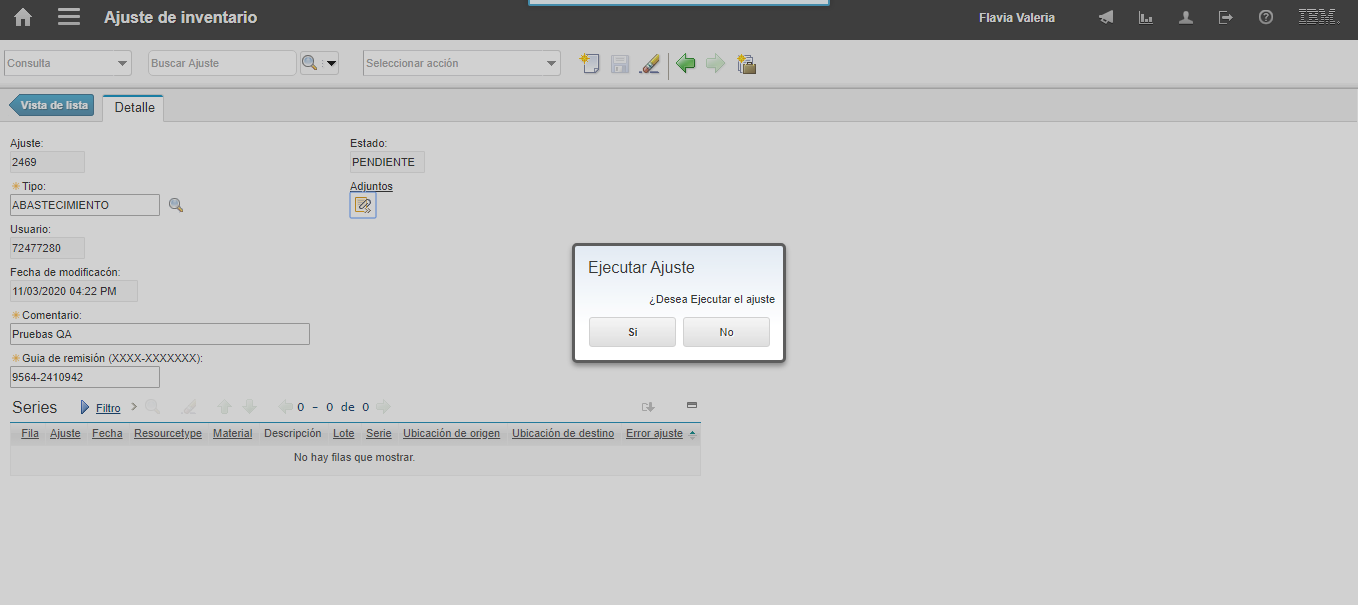 Ajuste de inventario
Flavia Valeria
IBM.
Consulta
Buscar Ajuste
Seleccionar acción
Vista de lista
Detalle
Ajuste:
Estado:
2469
PENDIENTE
Tipo:
Adjuntos
ABASTECIMIENTO
Usuario:
72477280
Fecha de modificacón:
11/03/2020 04:22 PM
Comentario:
Pruebas QA
Guia de remisión (XXXX-XXXXXXX):
9564-2410942
Ejecutar Ajuste
¿Desea Ejecutar el ajuste
Si No
Series Filtro 0 - 0 de 0
Fila Ajuste Fecha Resourcetype Material Descripción Lote Serie Ubicación de origen Ubicación de destino Error ajuste
No hay filas que mostrar.